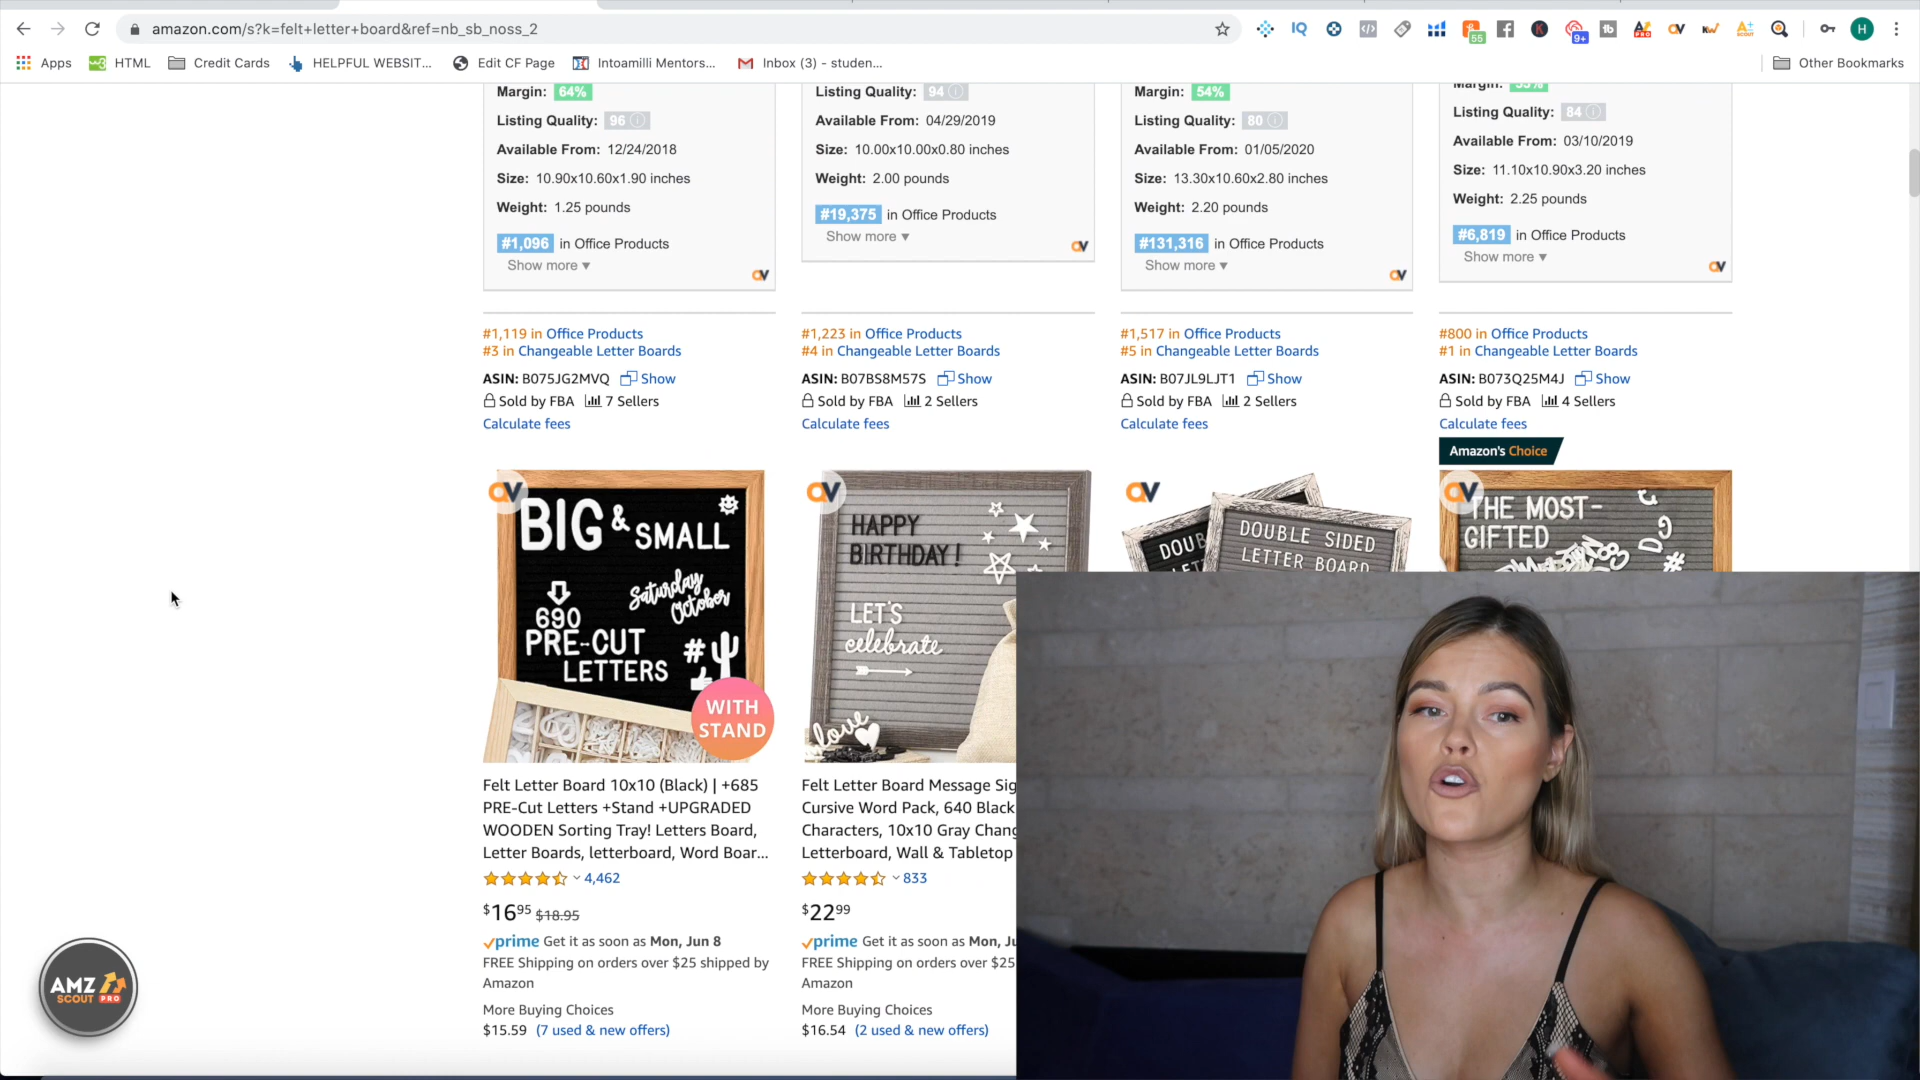 amazon.com/s?k=felt+letter+board&ref=nb_sb_noss_2
IQ
55
9+
H
Apps
HTML
Credit Cards
HELPFUL WEBSIT...
Edit CF Page
Intoamilli Mentors...
Inbox (3) - studen...
Other Bookmarks
Margin: 64%
Listing Quality: 96
Available From: 12/24/2018
Size: 10.90x10.60x1.90 inches
Weight: 1.25 pounds
#1,096 in Office Products
Show more ▼
Listing Quality: 94
Available From: 04/29/2019
Size: 10.00x10.00x0.80 inches
Weight: 2.00 pounds
#19,375 in Office Products
Show more ▼
Margin: 54%
Listing Quality: 80
Available From: 01/05/2020
Size: 13.30x10.60x2.80 inches
Weight: 2.20 pounds
#131,316 in Office Products
Show more ▼
Margin:
Listing Quality: 84
Available From: 03/10/2019
Size: 11.10x10.90x3.20 inches
Weight: 2.25 pounds
#6,819 in Office Products
Show more ▼
#1,119 in Office Products
#3 in Changeable Letter Boards
ASIN: B075JG2MVQ Show
Sold by FBA 7 Sellers
Calculate fees
#1,223 in Office Products
#4 in Changeable Letter Boards
ASIN: B07BS8M57S Show
Sold by FBA 2 Sellers
Calculate fees
#1,517 in Office Products
#5 in Changeable Letter Boards
ASIN: B07JL9LJT1 Show
Sold by FBA 2 Sellers
Calculate fees
#800 in Office Products
#1 in Changeable Letter Boards
ASIN: B073Q25M4J Show
Sold by FBA 4 Sellers
Calculate fees
Amazon's Choice
BIG & SMALL
Saturday
October
690
PRE-CUT
LETTERS
#
WITH
STAND
HAPPY
BIRTHDAY!
LET'S
celebrate
love
DOUB
LET
DOUBLE SIDED
LETTER BOARD
THE MOST-
GIFTED
Felt Letter Board 10x10 (Black) | +685
PRE-Cut Letters +Stand +UPGRADED
WOODEN Sorting Tray! Letters Board,
Letter Boards, letterboard, Word Boar...
4,462
$16.95 $18.95
prime Get it as soon as Mon, Jun 8
FREE Shipping on orders over $25 shipped by
Amazon
More Buying Choices
$15.59 (7 used & new offers)
Felt Letter Board Message Sig
Cursive Word Pack, 640 Black
Characters, 10x10 Gray Chang
Letterboard, Wall & Tabletop
833
$22.99
prime Get it as soon as Mon, Ju
FREE Shipping on orders over $25
Amazon
More Buying Choices
$16.54 (2 used & new offers)
AMZ
SCOUT PRO